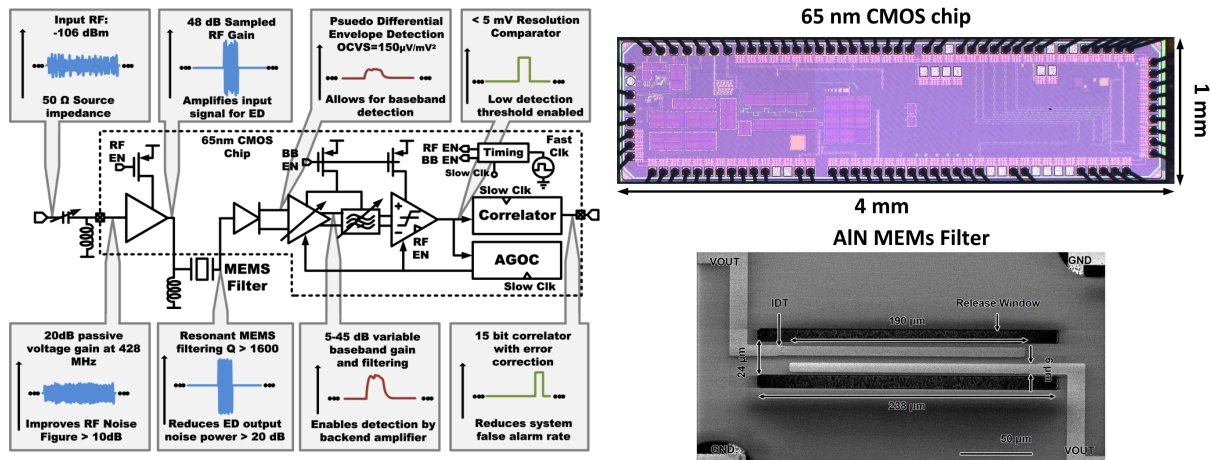 Input RF:
-106 dBm
50 Ω Source
impedance
48 dB Sampled
RF Gain
Amplifies input
signal for ED
Psuedo Differential
Envelope Detection
OCVS=150µV/mV²
Allows for baseband
detection
< 5 mV Resolution
Comparator
Low detection
threshold enabled
65nm CMOS
Chip
RF
EN
BB
EN
RF EN
BB EN
Timing
Fast
Clk
Slow Clk
Slow Clk
Correlator
RF
EN
AGOC
Slow Clk
MEMS
Filter
20dB passive
voltage gain at 428
MHz
Improves RF Noise
Figure > 10dB
Resonant MEMS
filtering Q > 1600
Reduces ED output
noise power > 20 dB
5-45 dB variable
baseband gain
and filtering
Enables detection by
backend amplifier
15 bit correlator
with error
correction
Reduces system
false alarm rate
65 nm CMOS chip
1 mm
4 mm
AlN MEMs Filter
VOUT
GND
IDT
Release Window
190 µm
24 µm
9 µm
238 µm
50 µm
GND
VOUT